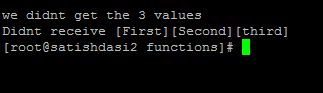 we didnt get the 3 values
Didnt receive [First][Second][third]
[root@satishdasi2 functions]#